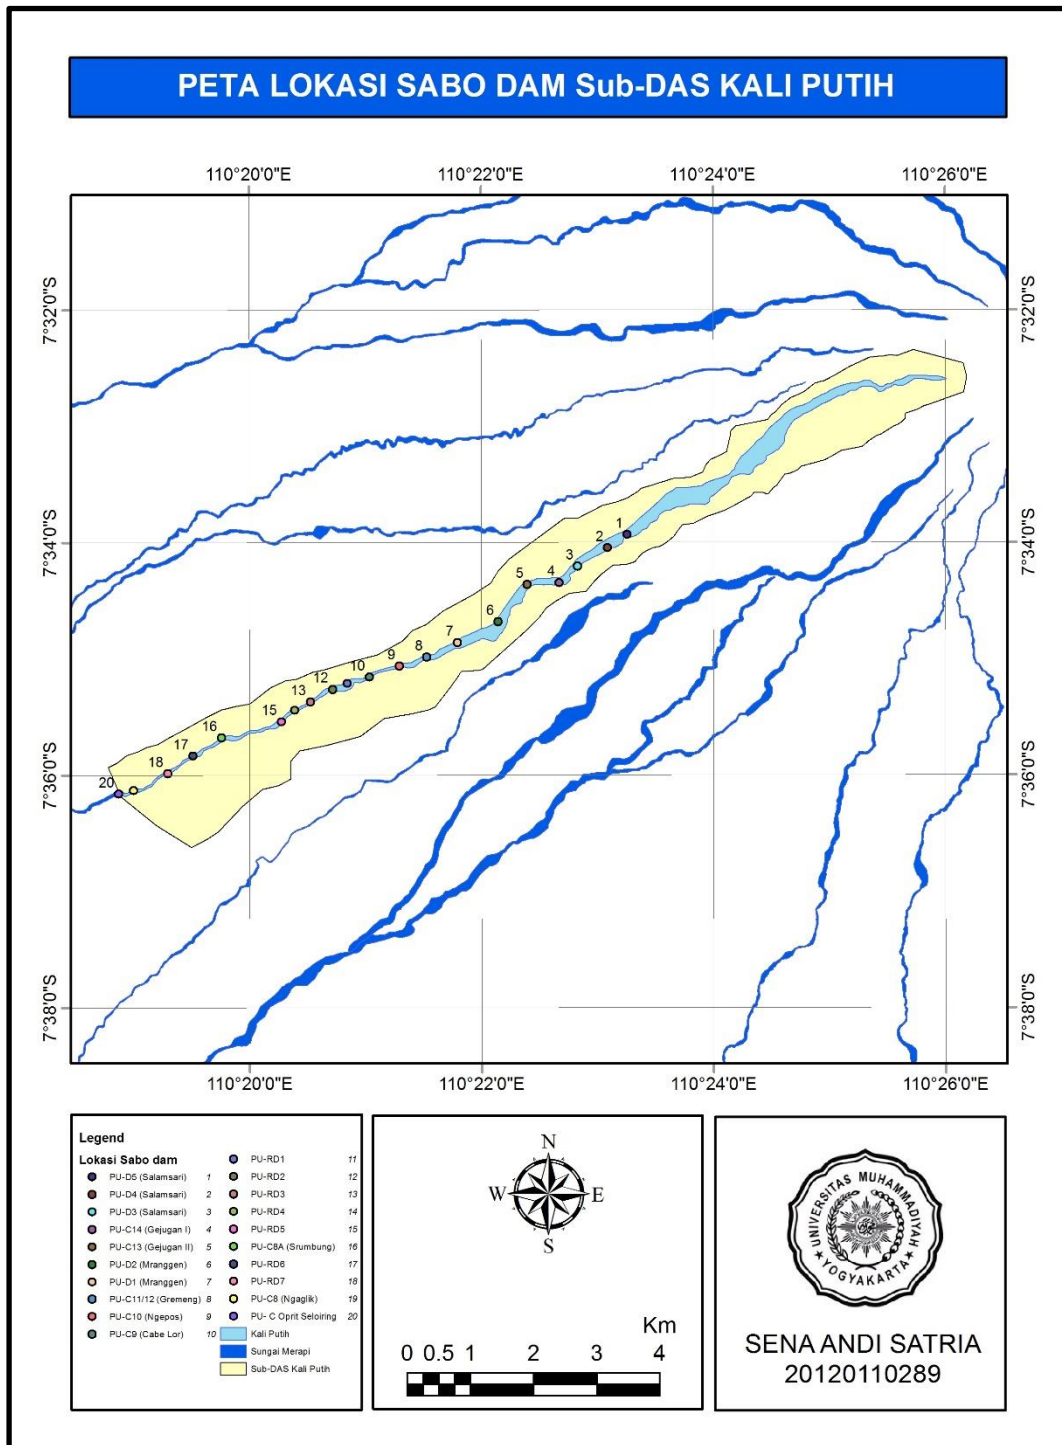 PETA LOKASI SABO DAM Sub-DAS KALI PUTIH
110°20'0"E 110°22'0"E 110°24'0"E 110°26'0"E
7°32'0"S 7°32'0"S
7°34'0"S 7°34'0"S
7°36'0"S 7°36'0"S
7°38'0"S 7°38'0"S
1
2
3
4
5
6
7
8
9
10
12
13
15
16
17
18
20
110°20'0"E 110°22'0"E 110°24'0"E 110°26'0"E
Legend
Lokasi Sabo dam
PU-D5 (Salamsari) 1
PU-D4 (Salamsari) 2
PU-D3 (Salamsari) 3
PU-C14 (Gejugan I) 4
PU-C13 (Gejugan II) 5
PU-D2 (Mranggen) 6
PU-D1 (Mranggen) 7
PU-C11/12 (Gremeng) 8
PU-C10 (Ngepos) 9
PU-C9 (Cabe Lor) 10
PU-RD1 11
PU-RD2 12
PU-RD3 13
PU-RD4 14
PU-RD5 15
PU-C8A (Srumbung) 16
PU-RD6 17
PU-RD7 18
PU-C8 (Ngaglik) 19
PU- C Oprit Seloiring 20
Kali Putih
Sungai Merapi
Sub-DAS Kali Putih
N
W E
S
Km
0 0.5 1 2 3 4
UNIVERSITAS MUHAMMADIYAH
YOGYAKARTA
SENA ANDI SATRIA
20120110289